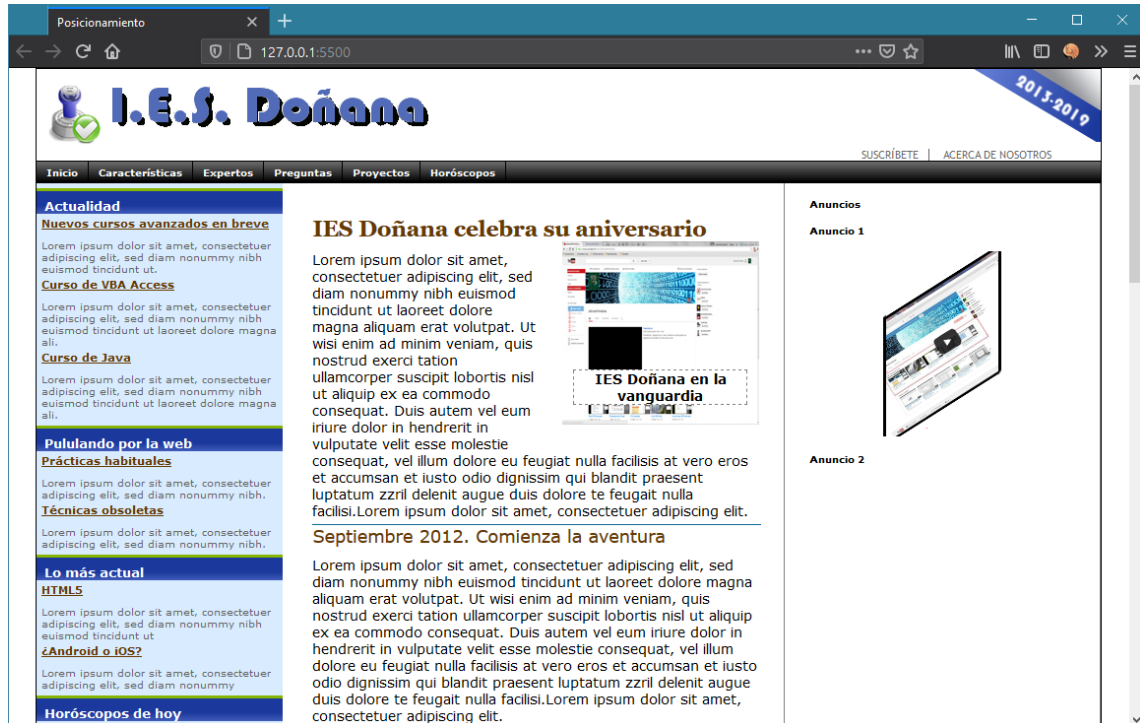 Posicionamiento
127.0.0.1:5500
I.E.S. Doñana
2013-2019
SUSCRÍBETE | ACERCA DE NOSOTROS
Inicio Características Expertos Preguntas Proyectos Horóscopos
Actualidad
Nuevos cursos avanzados en breve
Lorem ipsum dolor sit amet, consectetuer
adipiscing elit, sed diam nonummy nibh
euismod tincidunt ut.
Curso de VBA Access
Lorem ipsum dolor sit amet, consectetuer
adipiscing elit, sed diam nonummy nibh
euismod tincidunt ut laoreet dolore magna
ali.
Curso de Java
Lorem ipsum dolor sit amet, consectetuer
adipiscing elit, sed diam nonummy nibh
euismod tincidunt ut laoreet dolore magna
ali.
Pululando por la web
Prácticas habituales
Lorem ipsum dolor sit amet, consectetuer
adipiscing elit, sed diam nonummy nibh.
Técnicas obsoletas
Lorem ipsum dolor sit amet, consectetuer
adipiscing elit, sed diam nonummy nibh.
Lo más actual
HTML5
Lorem ipsum dolor sit amet, consectetuer
adipiscing elit, sed diam nonummy nibh
euismod tincidunt ut
¿Android o iOS?
Lorem ipsum dolor sit amet, consectetuer
adipiscing elit, sed diam nonummy
Horóscopos de hoy
IES Doñana celebra su aniversario
Lorem ipsum dolor sit amet,
consectetuer adipiscing elit, sed
diam nonummy nibh euismod
tincidunt ut laoreet dolore
magna aliquam erat volutpat. Ut
wisi enim ad minim veniam, quis
nostrud exerci tation
ullamcorper suscipit lobortis nisl
ut aliquip ex ea commodo
consequat. Duis autem vel eum
iriure dolor in hendrerit in
vulputate velit esse molestie
consequat, vel illum dolore eu feugiat nulla facilisis at vero eros
et accumsan et iusto odio dignissim qui blandit praesent
luptatum zzril delenit augue duis dolore te feugait nulla
facilisi.Lorem ipsum dolor sit amet, consectetuer adipiscing elit.
IES Doñana en la
vanguardia
Septiembre 2012. Comienza la aventura
Lorem ipsum dolor sit amet, consectetuer adipiscing elit, sed
diam nonummy nibh euismod tincidunt ut laoreet dolore magna
aliquam erat volutpat. Ut wisi enim ad minim veniam, quis
nostrud exerci tation ullamcorper suscipit lobortis nisl ut aliquip
ex ea commodo consequat. Duis autem vel eum iriure dolor in
hendrerit in vulputate velit esse molestie consequat, vel illum
dolore eu feugiat nulla facilisis at vero eros et accumsan et iusto
odio dignissim qui blandit praesent luptatum zzril delenit augue
duis dolore te feugait nulla facilisi.Lorem ipsum dolor sit amet,
consectetuer adipiscing elit.
Anuncios
Anuncio 1
Anuncio 2